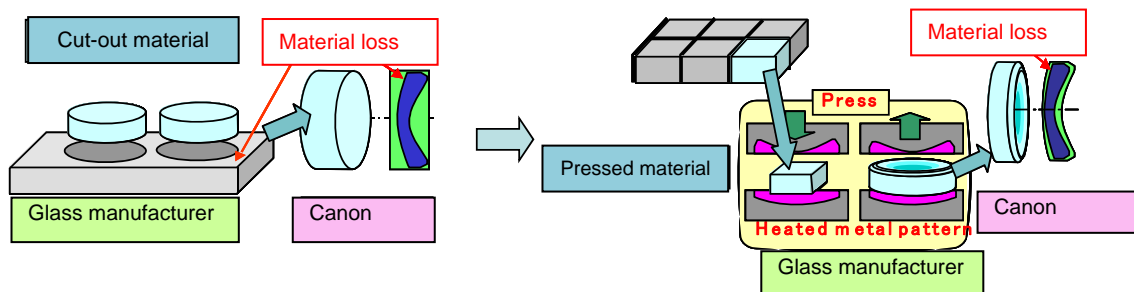 Cut-out material
Material loss
Glass manufacturer
Canon
Material loss
Press
Pressed material
Heated metal pattern
Canon
Glass manufacturer